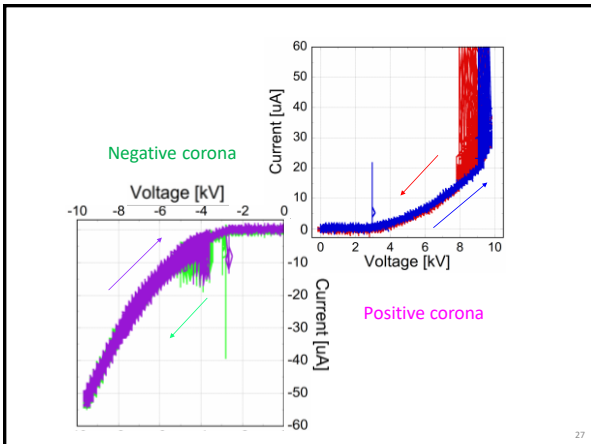 60
50
40
30
20
10
0
Current [uA]
0 2 4 6 8 10
Voltage [kV]
Positive corona
Negative corona
Voltage [kV]
-10 -8 -6 -4 -2 0
-10
-20
-30
-40
-50
-60
Current [uA]
27